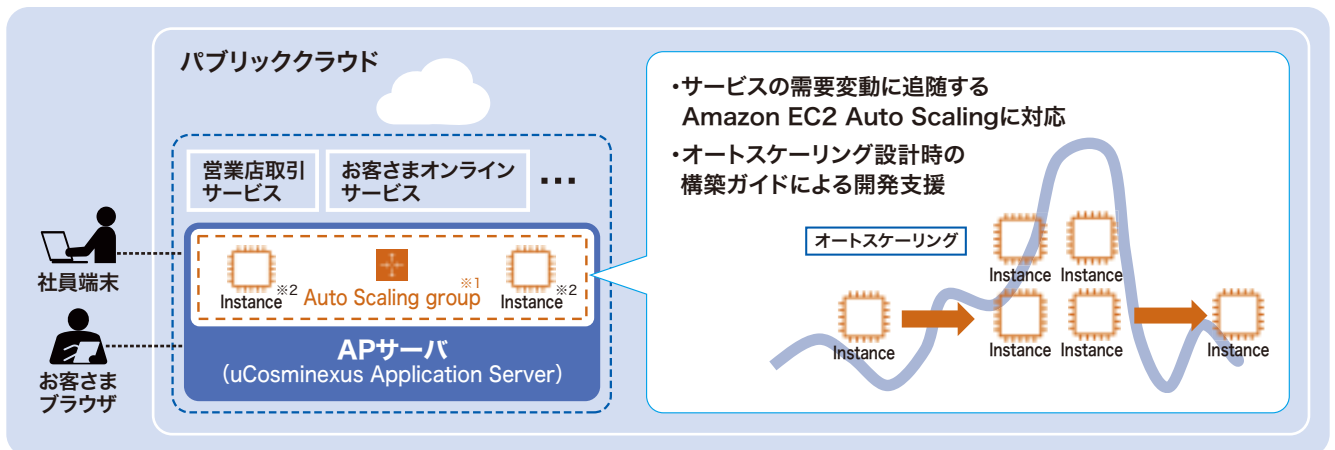 パブリッククラウド
営業店取引
サービス
お客さまオンライン
サービス
…
社員端末
お客さま
ブラウザ
Instance※2
Auto Scaling group※1
Instance※2
APサーバ
（uCosminexus Application Server）
・サービスの需要変動に追随する
Amazon EC2 Auto Scalingに対応
・オートスケーリング設計時の
構築ガイドによる開発支援
オートスケーリング
Instance
Instance
Instance
Instance
Instance
Instance